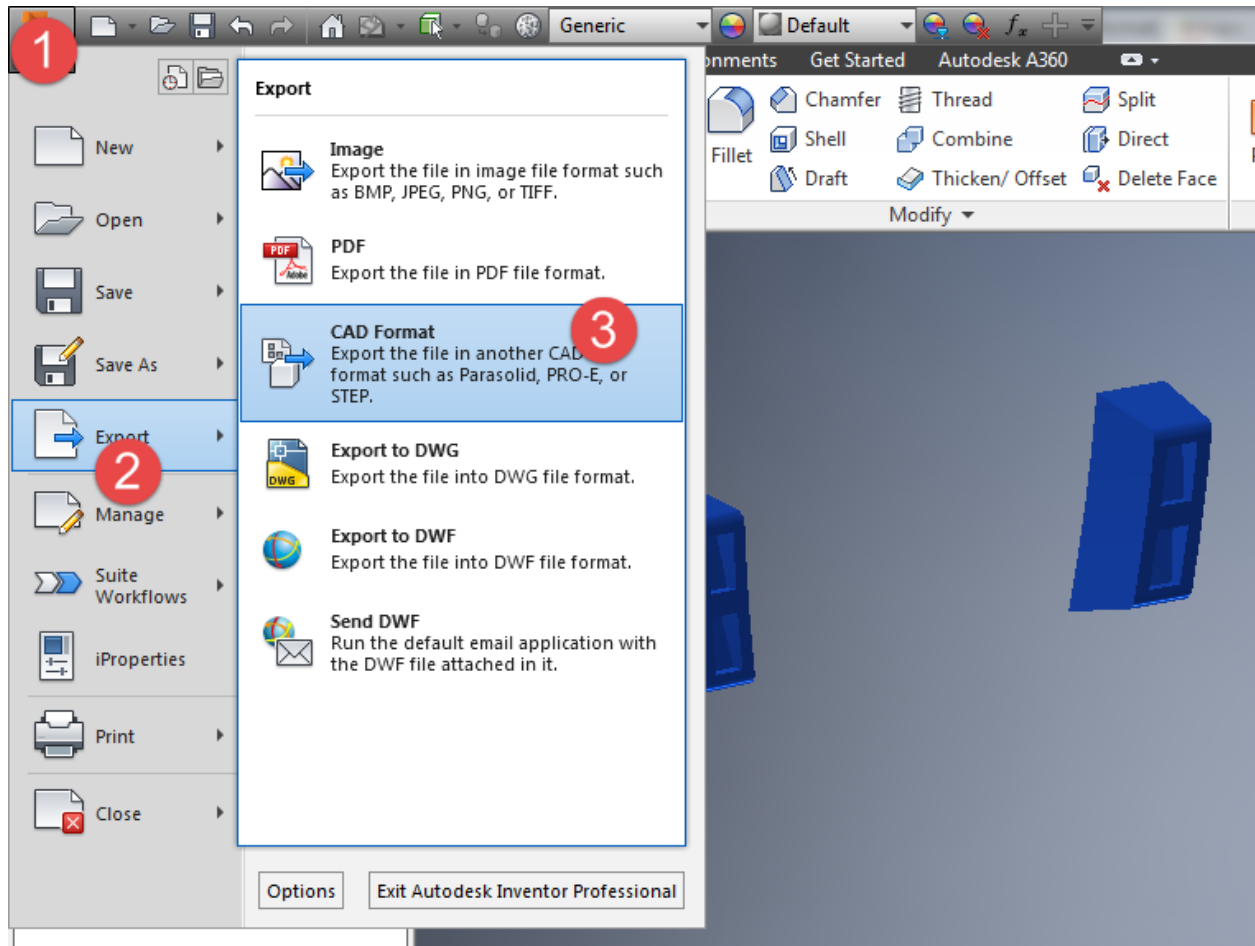 1
Generic
Default
fx
onments Get Started Autodesk A360
Export
New
Open
Save
Save As
Export
2
Manage
Suite
Workflows
iProperties
Print
Close
Image
Export the file in image file format such
as BMP, JPEG, PNG, or TIFF.
PDF
PDF
Adobe
Export the file in PDF file format.
CAD Format
3
Export the file in another CAD
format such as Parasolid, PRO-E, or
STEP.
Export to DWG
DWG
Export the file into DWG file format.
Export to DWF
Export the file into DWF file format.
Send DWF
Run the default email application with
the DWF file attached in it.
Options Exit Autodesk Inventor Professional
Fillet
Chamfer Thread Split
Shell Combine Direct
Draft Thicken/ Offset Delete Face
Modify